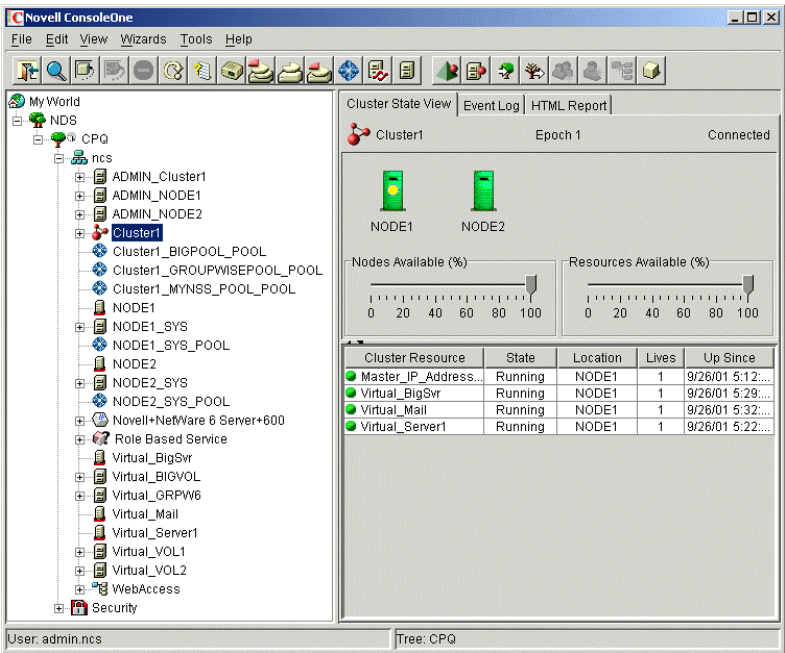 Novell ConsoleOne
File Edit View Wizards Tools Help
My World
NDS
CPQ
ncs
ADMIN_Cluster1
ADMIN_NODE1
ADMIN_NODE2
Cluster1
Cluster1_BIGPOOL_POOL
Cluster1_GROUPWISEPOOL_POOL
Cluster1_MYNSS_POOL_POOL
NODE1
NODE1_SYS
NODE1_SYS_POOL
NODE2
NODE2_SYS
NODE2_SYS_POOL
Novell+NetWare 6 Server+600
Role Based Service
Virtual_BigSvr
Virtual_BIGVOL
Virtual_GRPW6
Virtual_Mail
Virtual_Server1
Virtual_VOL1
Virtual_VOL2
WebAccess
Security
Cluster State View Event Log HTML Report
Cluster1 Epoch 1 Connected
NODE1 NODE2
Nodes Available (%) Resources Available (%)
0 20 40 60 80 100 0 20 40 60 80 100
Cluster Resource State Location Lives Up Since
Master_IP_Address... Running NODE1 1 9/26/01 5:12:...
Virtual_BigSvr Running NODE1 1 9/26/01 5:29:...
Virtual_Mail Running NODE1 1 9/26/01 5:32:...
Virtual_Server1 Running NODE1 1 9/26/01 5:22:...
User: admin.ncs Tree: CPQ